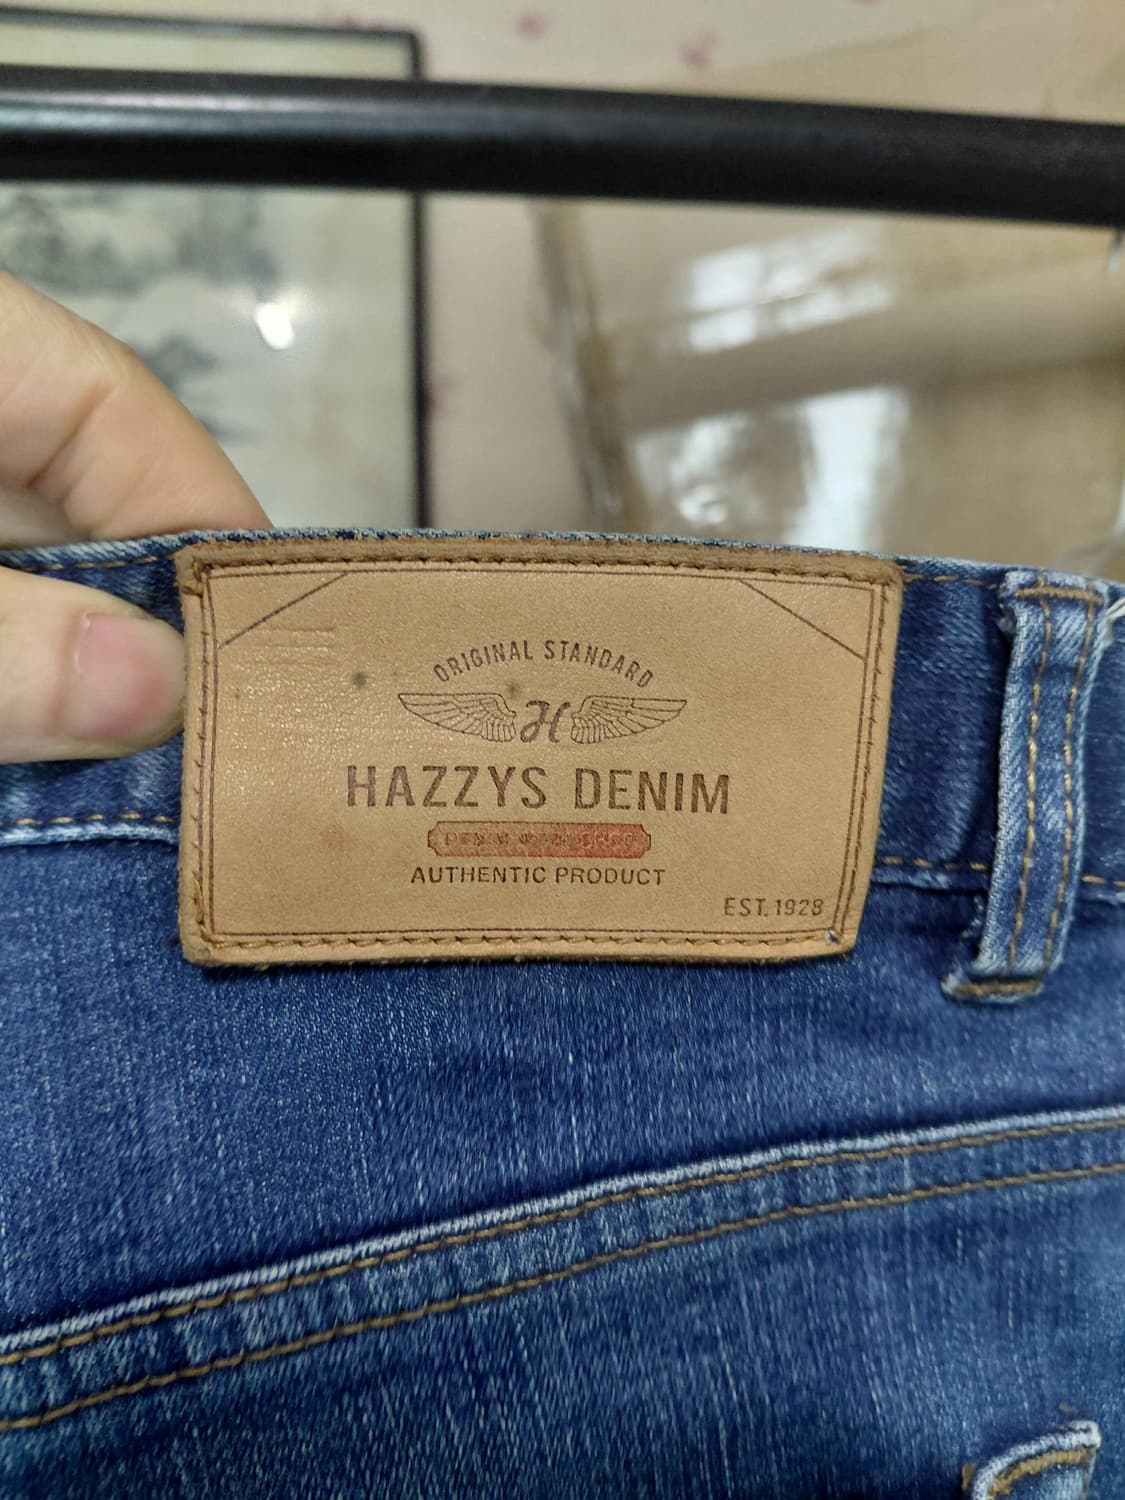 ORIGINAL STANDARD
H
HAZZYS DENIM
AUTHENTIC PRODUCT
EST. 1928